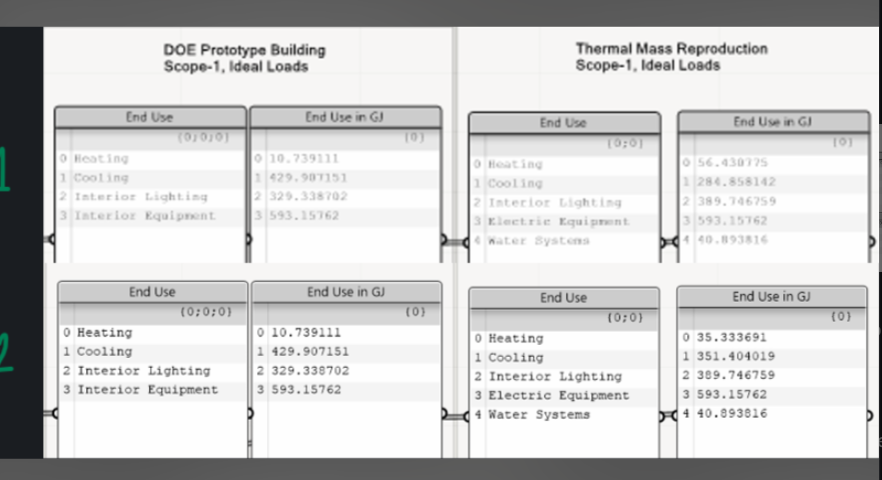 DOE Prototype Building
Scope-1, Ideal Loads
Thermal Mass Reproduction
Scope-1, Ideal Loads
1
End Use
{0;0;0}
0 Heating
1 Cooling
2 Interior Lighting
3 Interior Equipment
End Use in GJ
{0}
0 10.739111
1 429.907151
2 329.338702
3 593.15762
End Use
{0;0}
0 Heating
1 Cooling
2 Interior Lighting
3 Electric Equipment
4 Water Systems
End Use in GJ
{0}
0 56.430775
1 284.858142
2 389.746759
3 593.15762
4 40.893816
2
End Use
{0;0;0}
0 Heating
1 Cooling
2 Interior Lighting
3 Interior Equipment
End Use in GJ
{0}
0 10.739111
1 429.907151
2 329.338702
3 593.15762
End Use
{0;0}
0 Heating
1 Cooling
2 Interior Lighting
3 Electric Equipment
4 Water Systems
End Use in GJ
{0}
0 35.333691
1 351.404019
2 389.746759
3 593.15762
4 40.893816